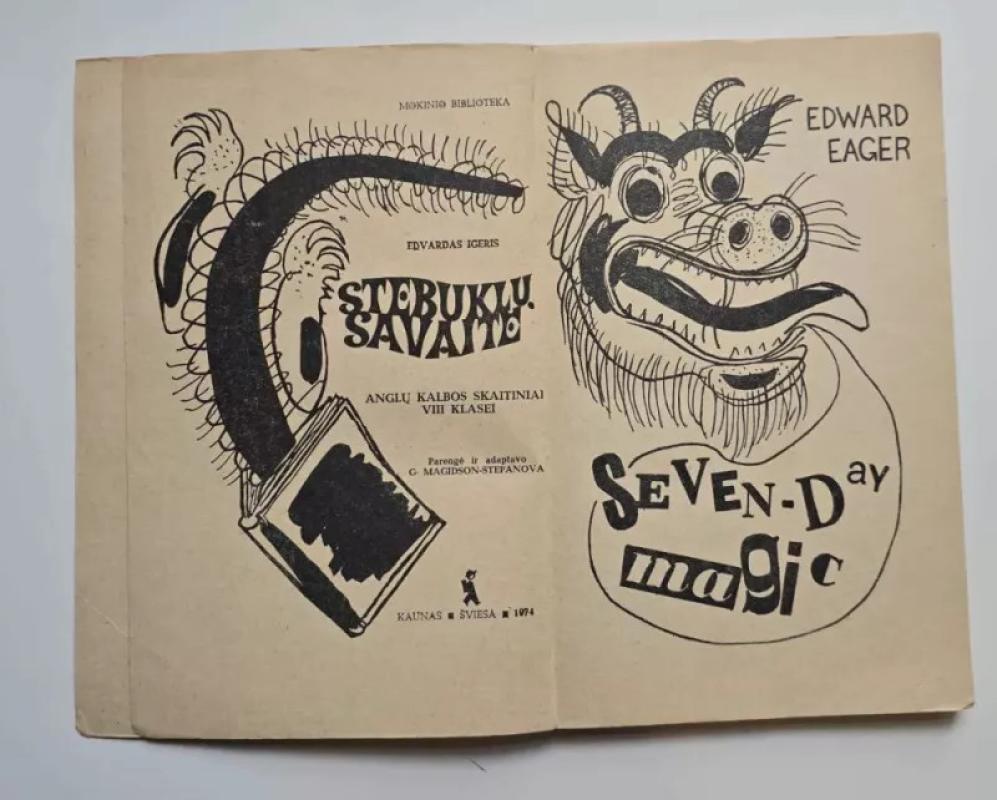 MOKINIO BIBLIOTEKA
EDVARDAS IGERIS
STEBUKLŲ
SAVAITĖ
ANGLŲ KALBOS SKAITINIAI
VIII KLASEI
Parengė ir adaptavo
G. MAGIDSON-STEPANOVA
KAUNAS ■ ŠVIESA ■ 1974
EDWARD
EAGER
SEVEN-Day
magic